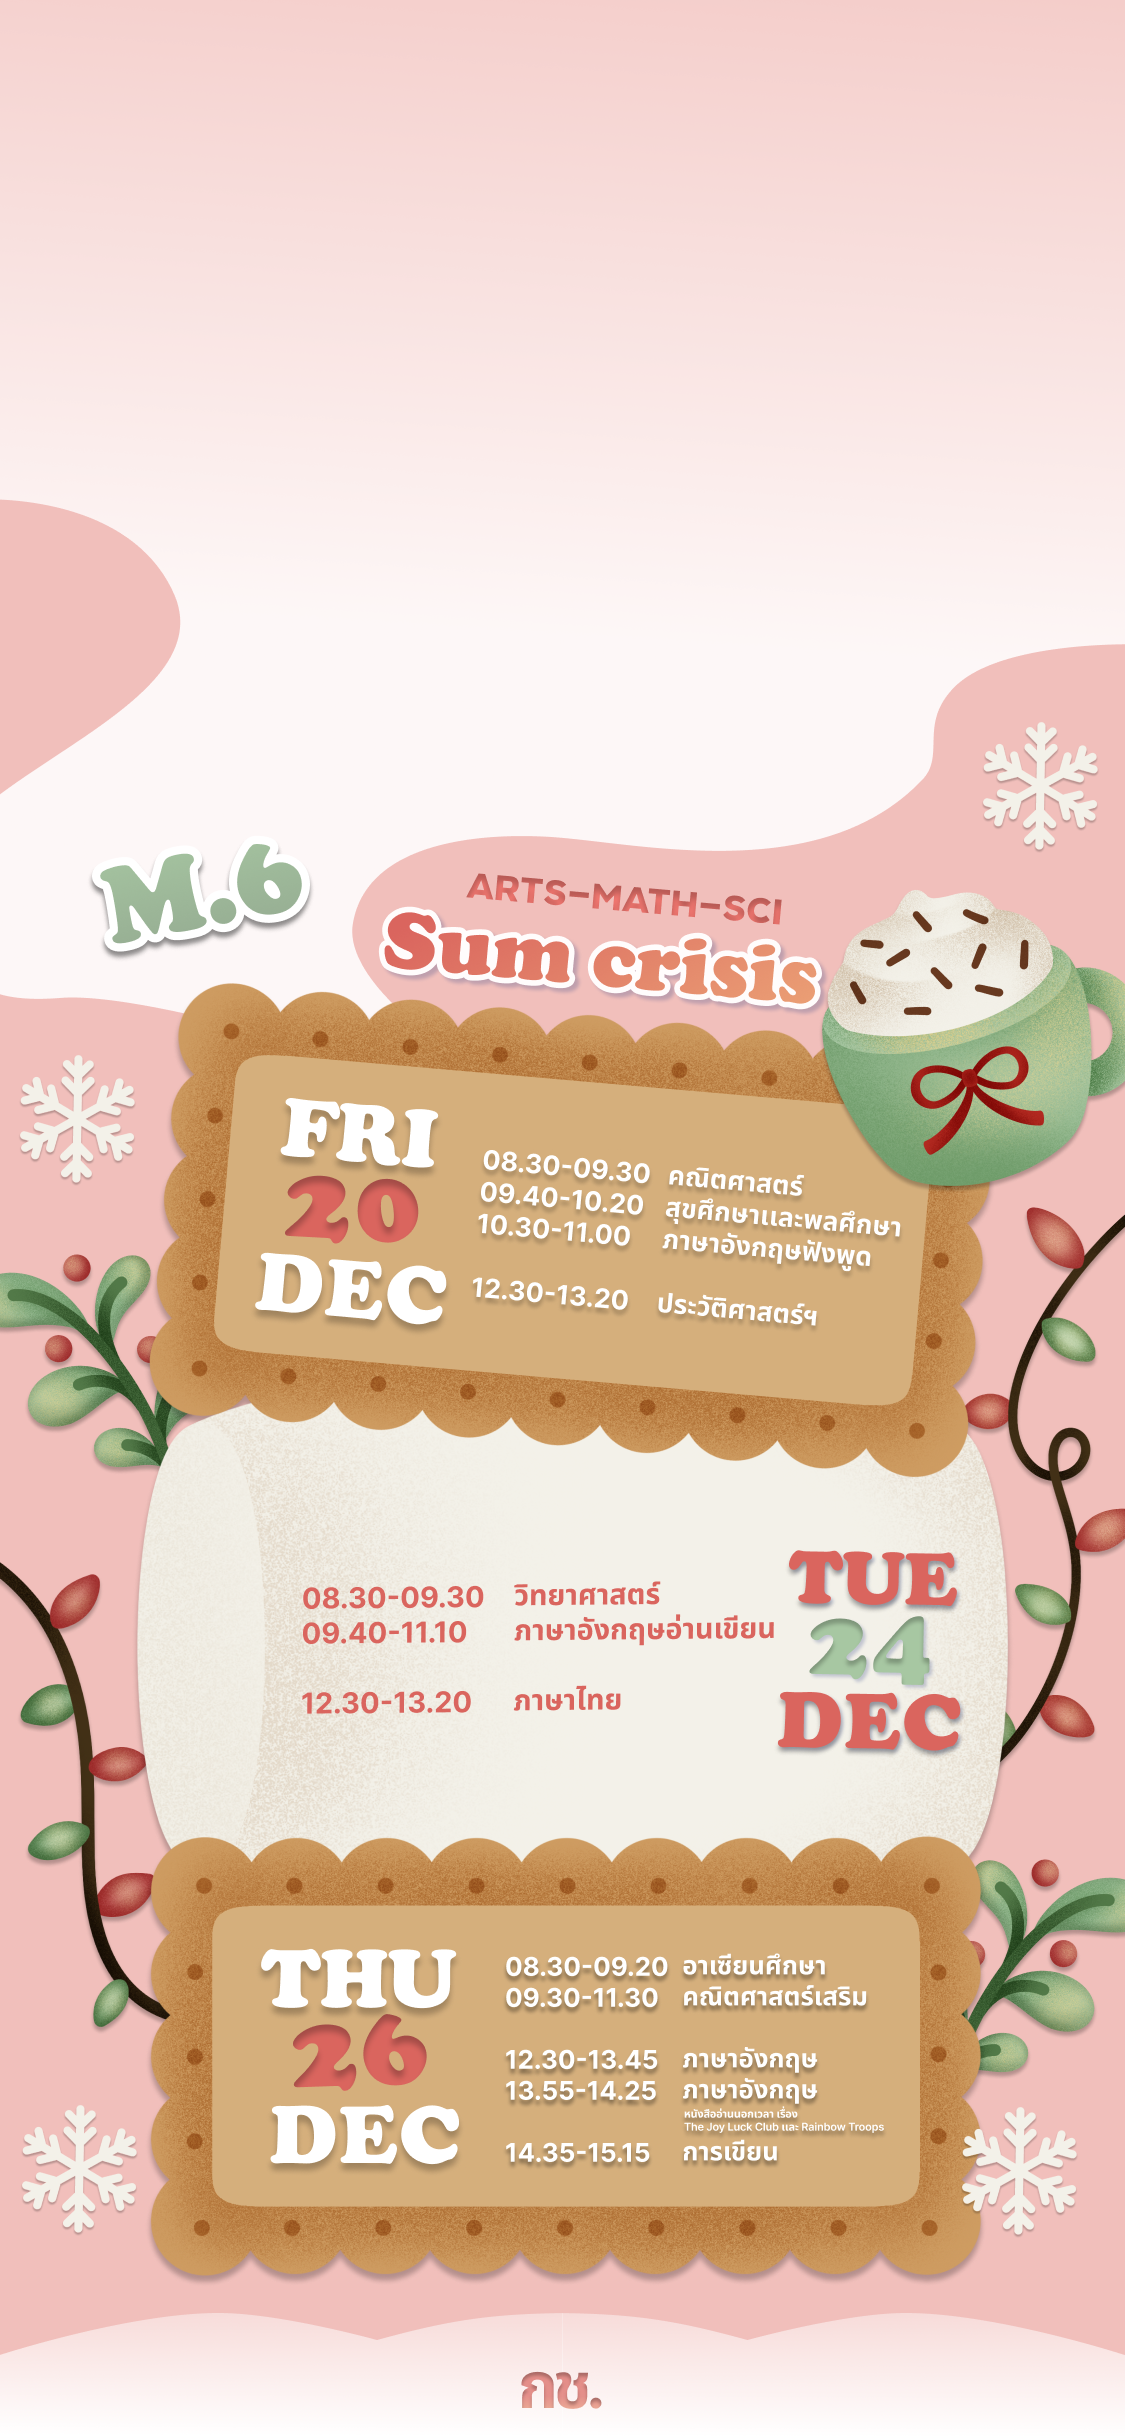 M.6
ARTS-MATH-SCI
Sum crisis
FRI
20
DEC
08.30-09.30 คณิตศาสตร์
09.40-10.20 สุขศึกษาและพลศึกษา
10.30-11.00 ภาษาอังกฤษฟังพูด
12.30-13.20 ประวัติศาสตร์ฯ
08.30-09.30 วิทยาศาสตร์
09.40-11.10 ภาษาอังกฤษอ่านเขียน
12.30-13.20 ภาษาไทย
TUE
24
DEC
THU
26
DEC
08.30-09.20 อาเซียนศึกษา
09.30-11.30 คณิตศาสตร์เสริม
12.30-13.45 ภาษาอังกฤษ
13.55-14.25 ภาษาอังกฤษ
หนังสืออ่านนอกเวลา เรื่อง
The Joy Luck Club และ Rainbow Troops
14.35-15.15 การเขียน
กช.